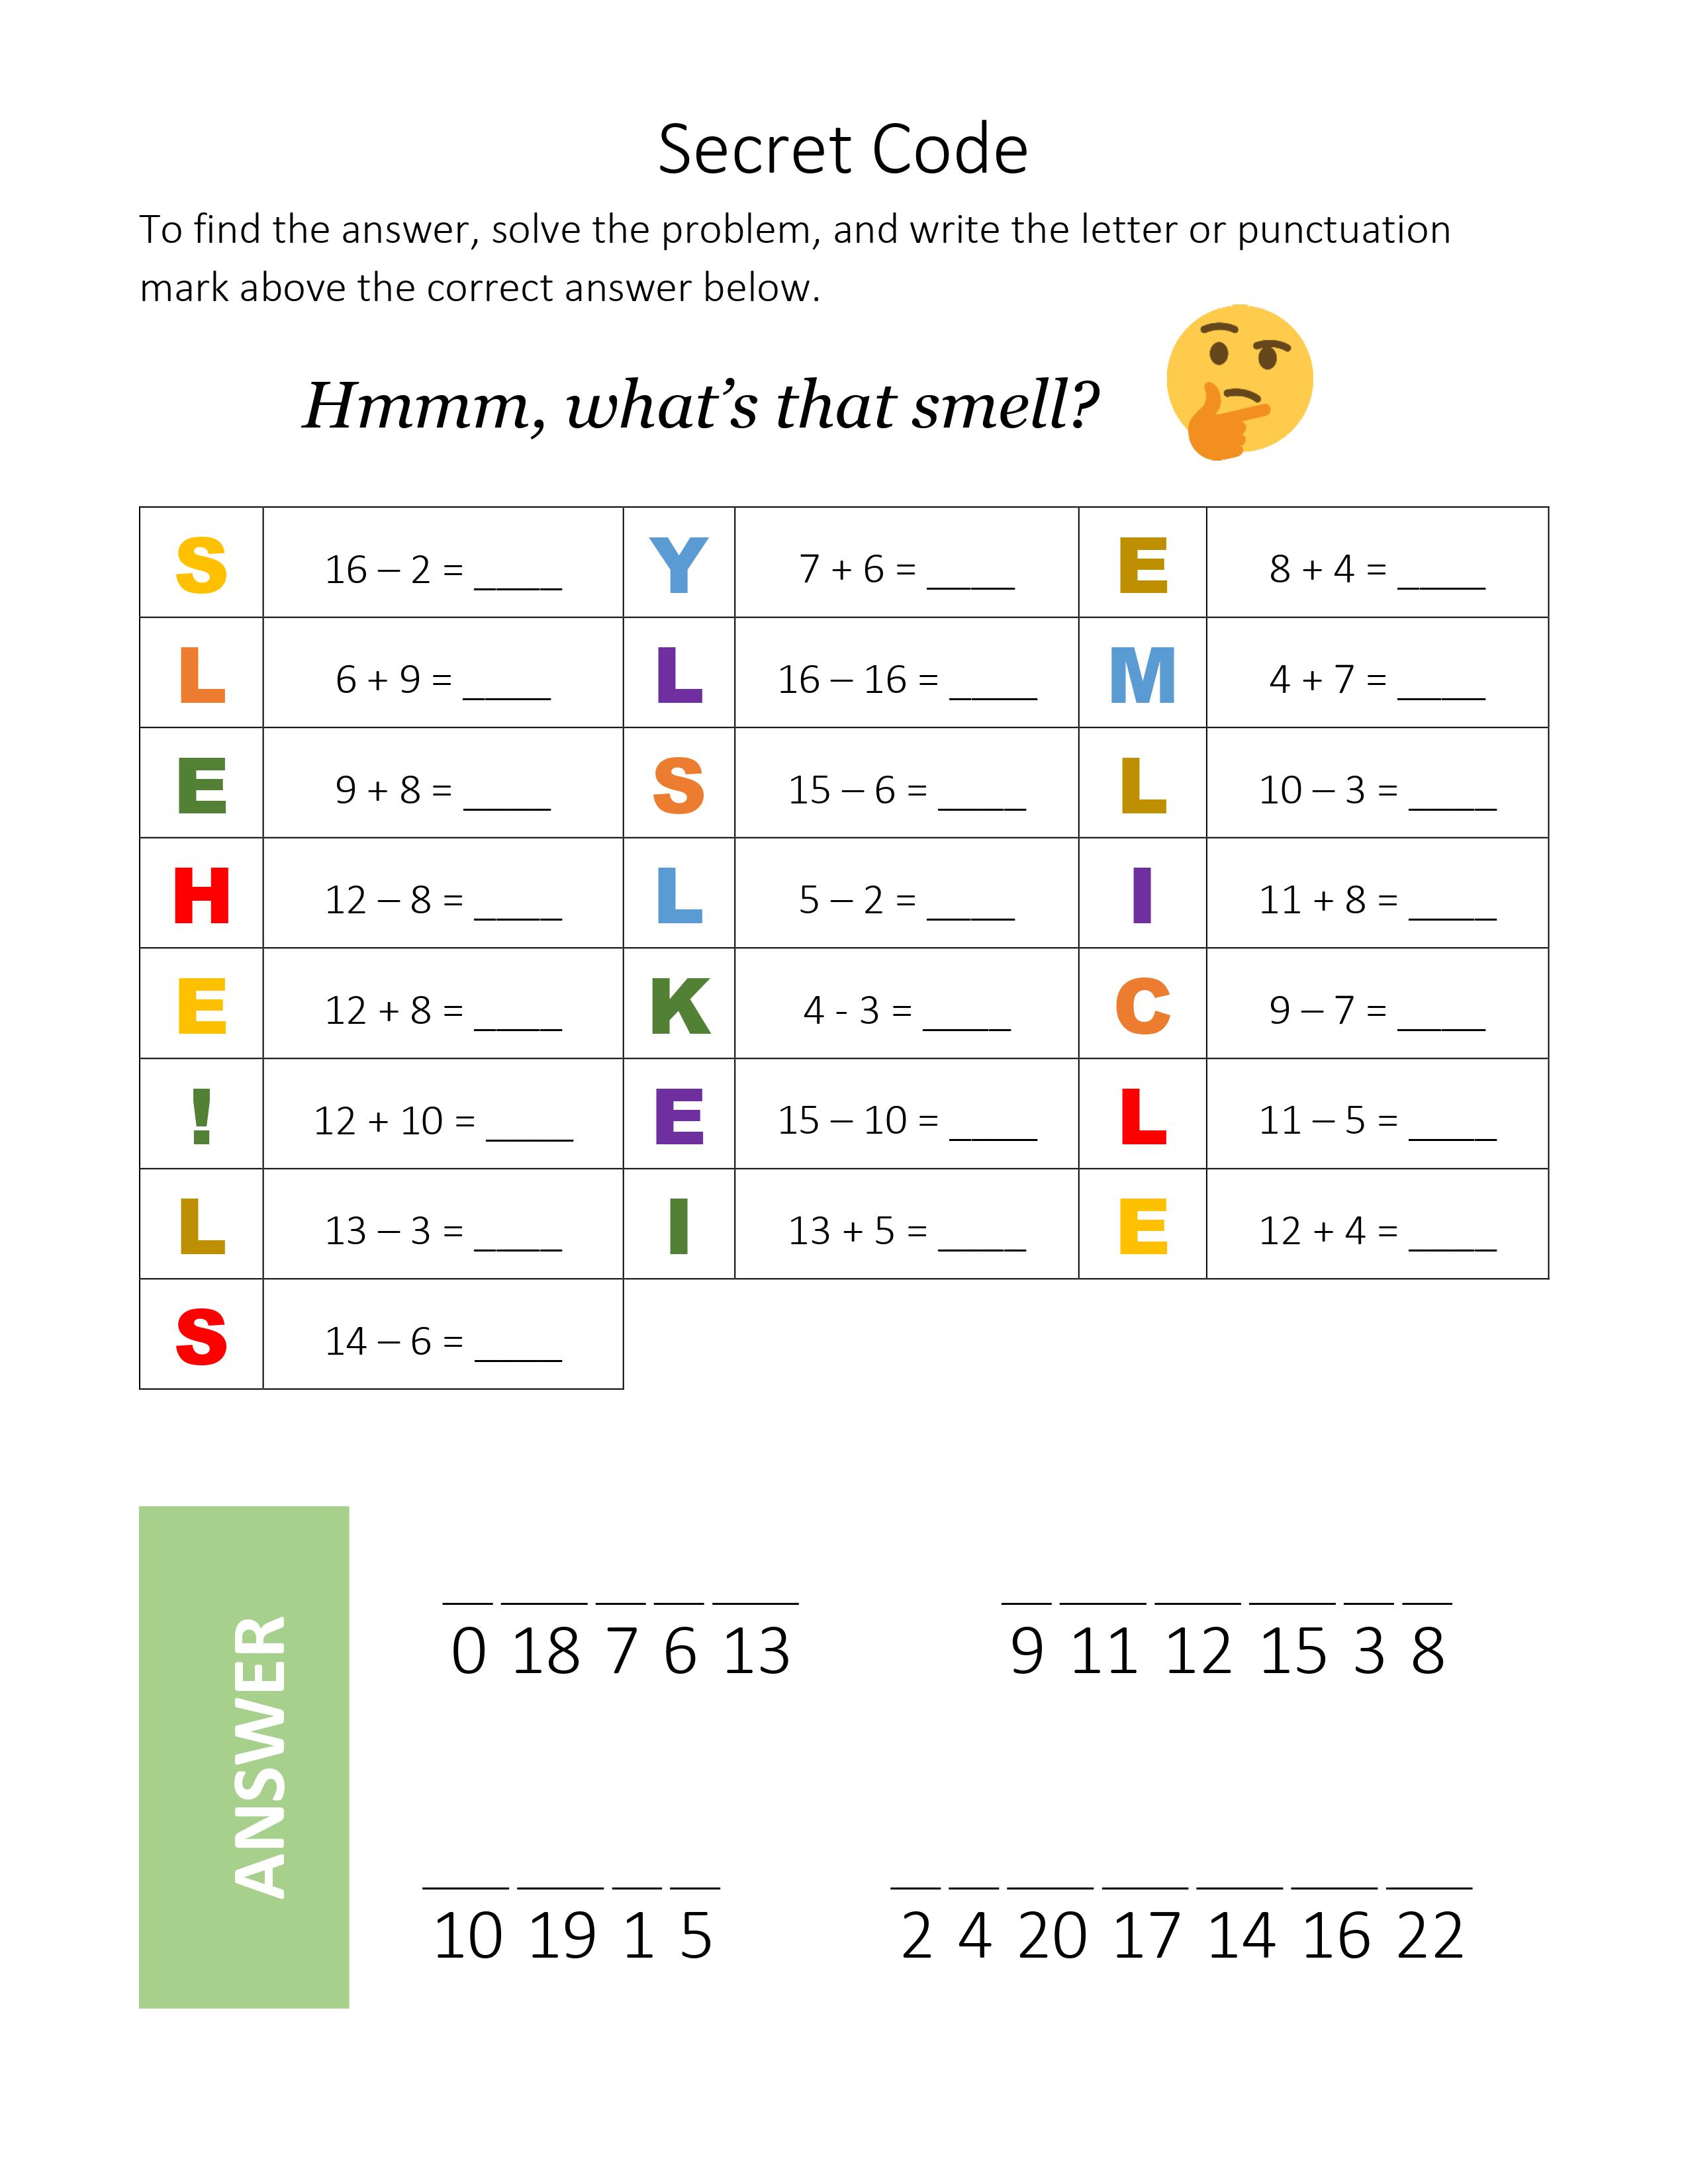 Secret Code
To find the answer, solve the problem, and write the letter or punctuation
mark above the correct answer below.
Hmmm, what’s that smell?
S 16 – 2 = ____ Y 7 + 6 = ____ E 8 + 4 = ____
L 6 + 9 = ____ L 16 – 16 = ____ M 4 + 7 = ____
E 9 + 8 = ____ S 15 – 6 = ____ L 10 – 3 = ____
H 12 – 8 = ____ L 5 – 2 = ____ I 11 + 8 = ____
E 12 + 8 = ____ K 4 - 3 = ____ C 9 – 7 = ____
! 12 + 10 = ____ E 15 – 10 = ____ L 11 – 5 = ____
L 13 – 3 = ____ I 13 + 5 = ____ E 12 + 4 = ____
S 14 – 6 = ____
ANSWER
0 18 7 6 13 9 11 12 15 3 8
10 19 1 5 2 4 20 17 14 16 22